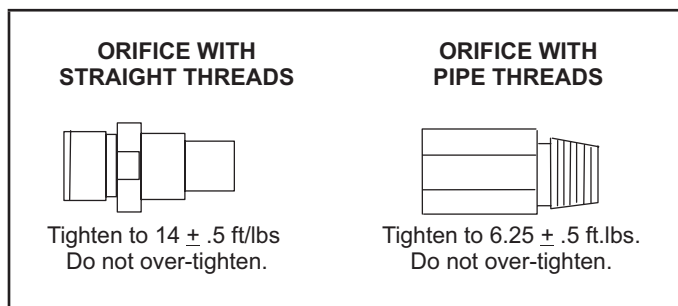 ORIFICE WITH
STRAIGHT THREADS
Tighten to 14 ± .5 ft/lbs
Do not over-tighten.
ORIFICE WITH
PIPE THREADS
Tighten to 6.25 ± .5 ft.lbs.
Do not over-tighten.